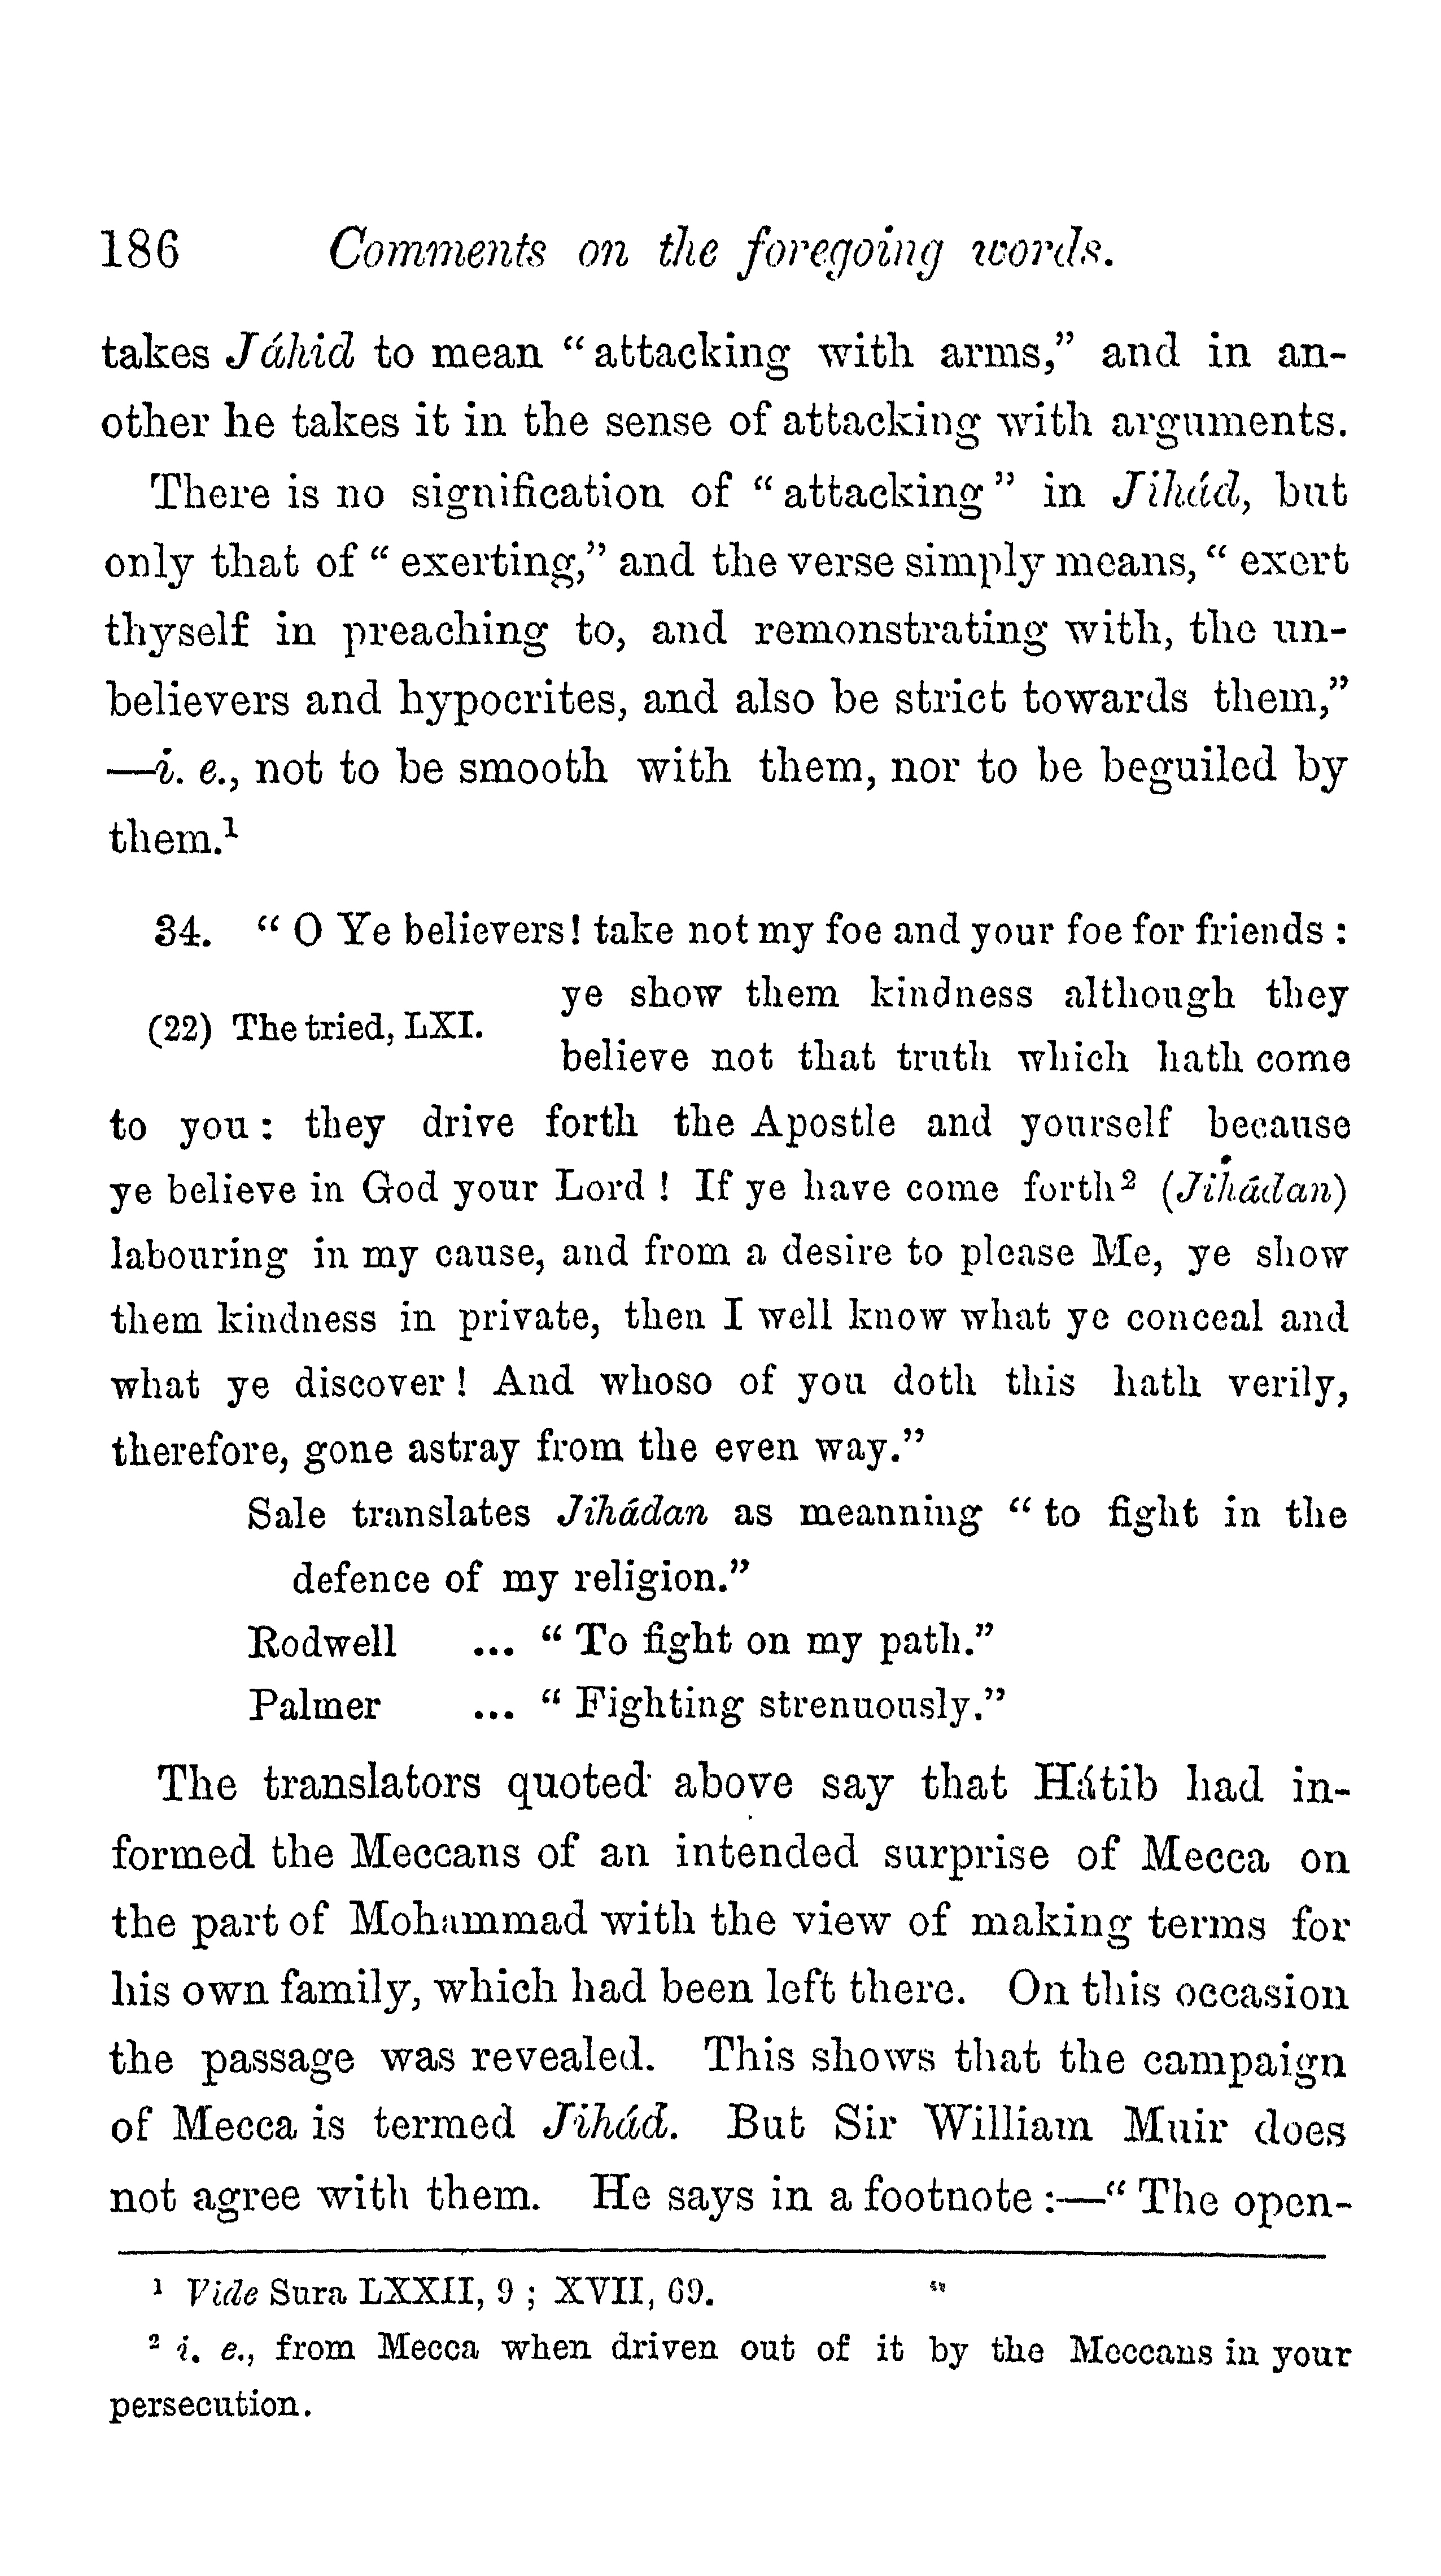 186 Comments on the foregoing words.
takes Jáhid to mean “attacking with arms,” and in an-
other he takes it in the sense of attacking with arguments.
There is no signification of “attacking” in Jihád, but
only that of “exerting,” and the verse simply means, “exert
thyself in preaching to, and remonstrating with, the un-
believers and hypocrites, and also be strict towards them,”
—i. e., not to be smooth with them, nor to be beguiled by
them.¹
34. “O Ye believers! take not my foe and your foe for friends :
ye show them kindness although they
(22) The tried, LXI.
believe not that truth which hath come
to you : they drive forth the Apostle and yourself because
ye believe in God your Lord ! If ye have come forth² (Jihádan)
labouring in my cause, and from a desire to please Me, ye show
them kindness in private, then I well know what ye conceal and
what ye discover ! And whoso of you doth this hath verily,
therefore, gone astray from the even way.”
Sale translates Jihádan as meanning “to fight in the
defence of my religion.”
Rodwell ... “To fight on my path.”
Palmer ... “Fighting strenuously.”
The translators quoted above say that Hátib had in-
formed the Meccans of an intended surprise of Mecca on
the part of Mohammad with the view of making terms for
his own family, which had been left there. On this occasion
the passage was revealed. This shows that the campaign
of Mecca is termed Jihád. But Sir William Muir does
not agree with them. He says in a footnote :—“The open-
¹ Vide Sura LXXII, 9 ; XVII, 69.
² i. e., from Mecca when driven out of it by the Meccans in your
persecution.